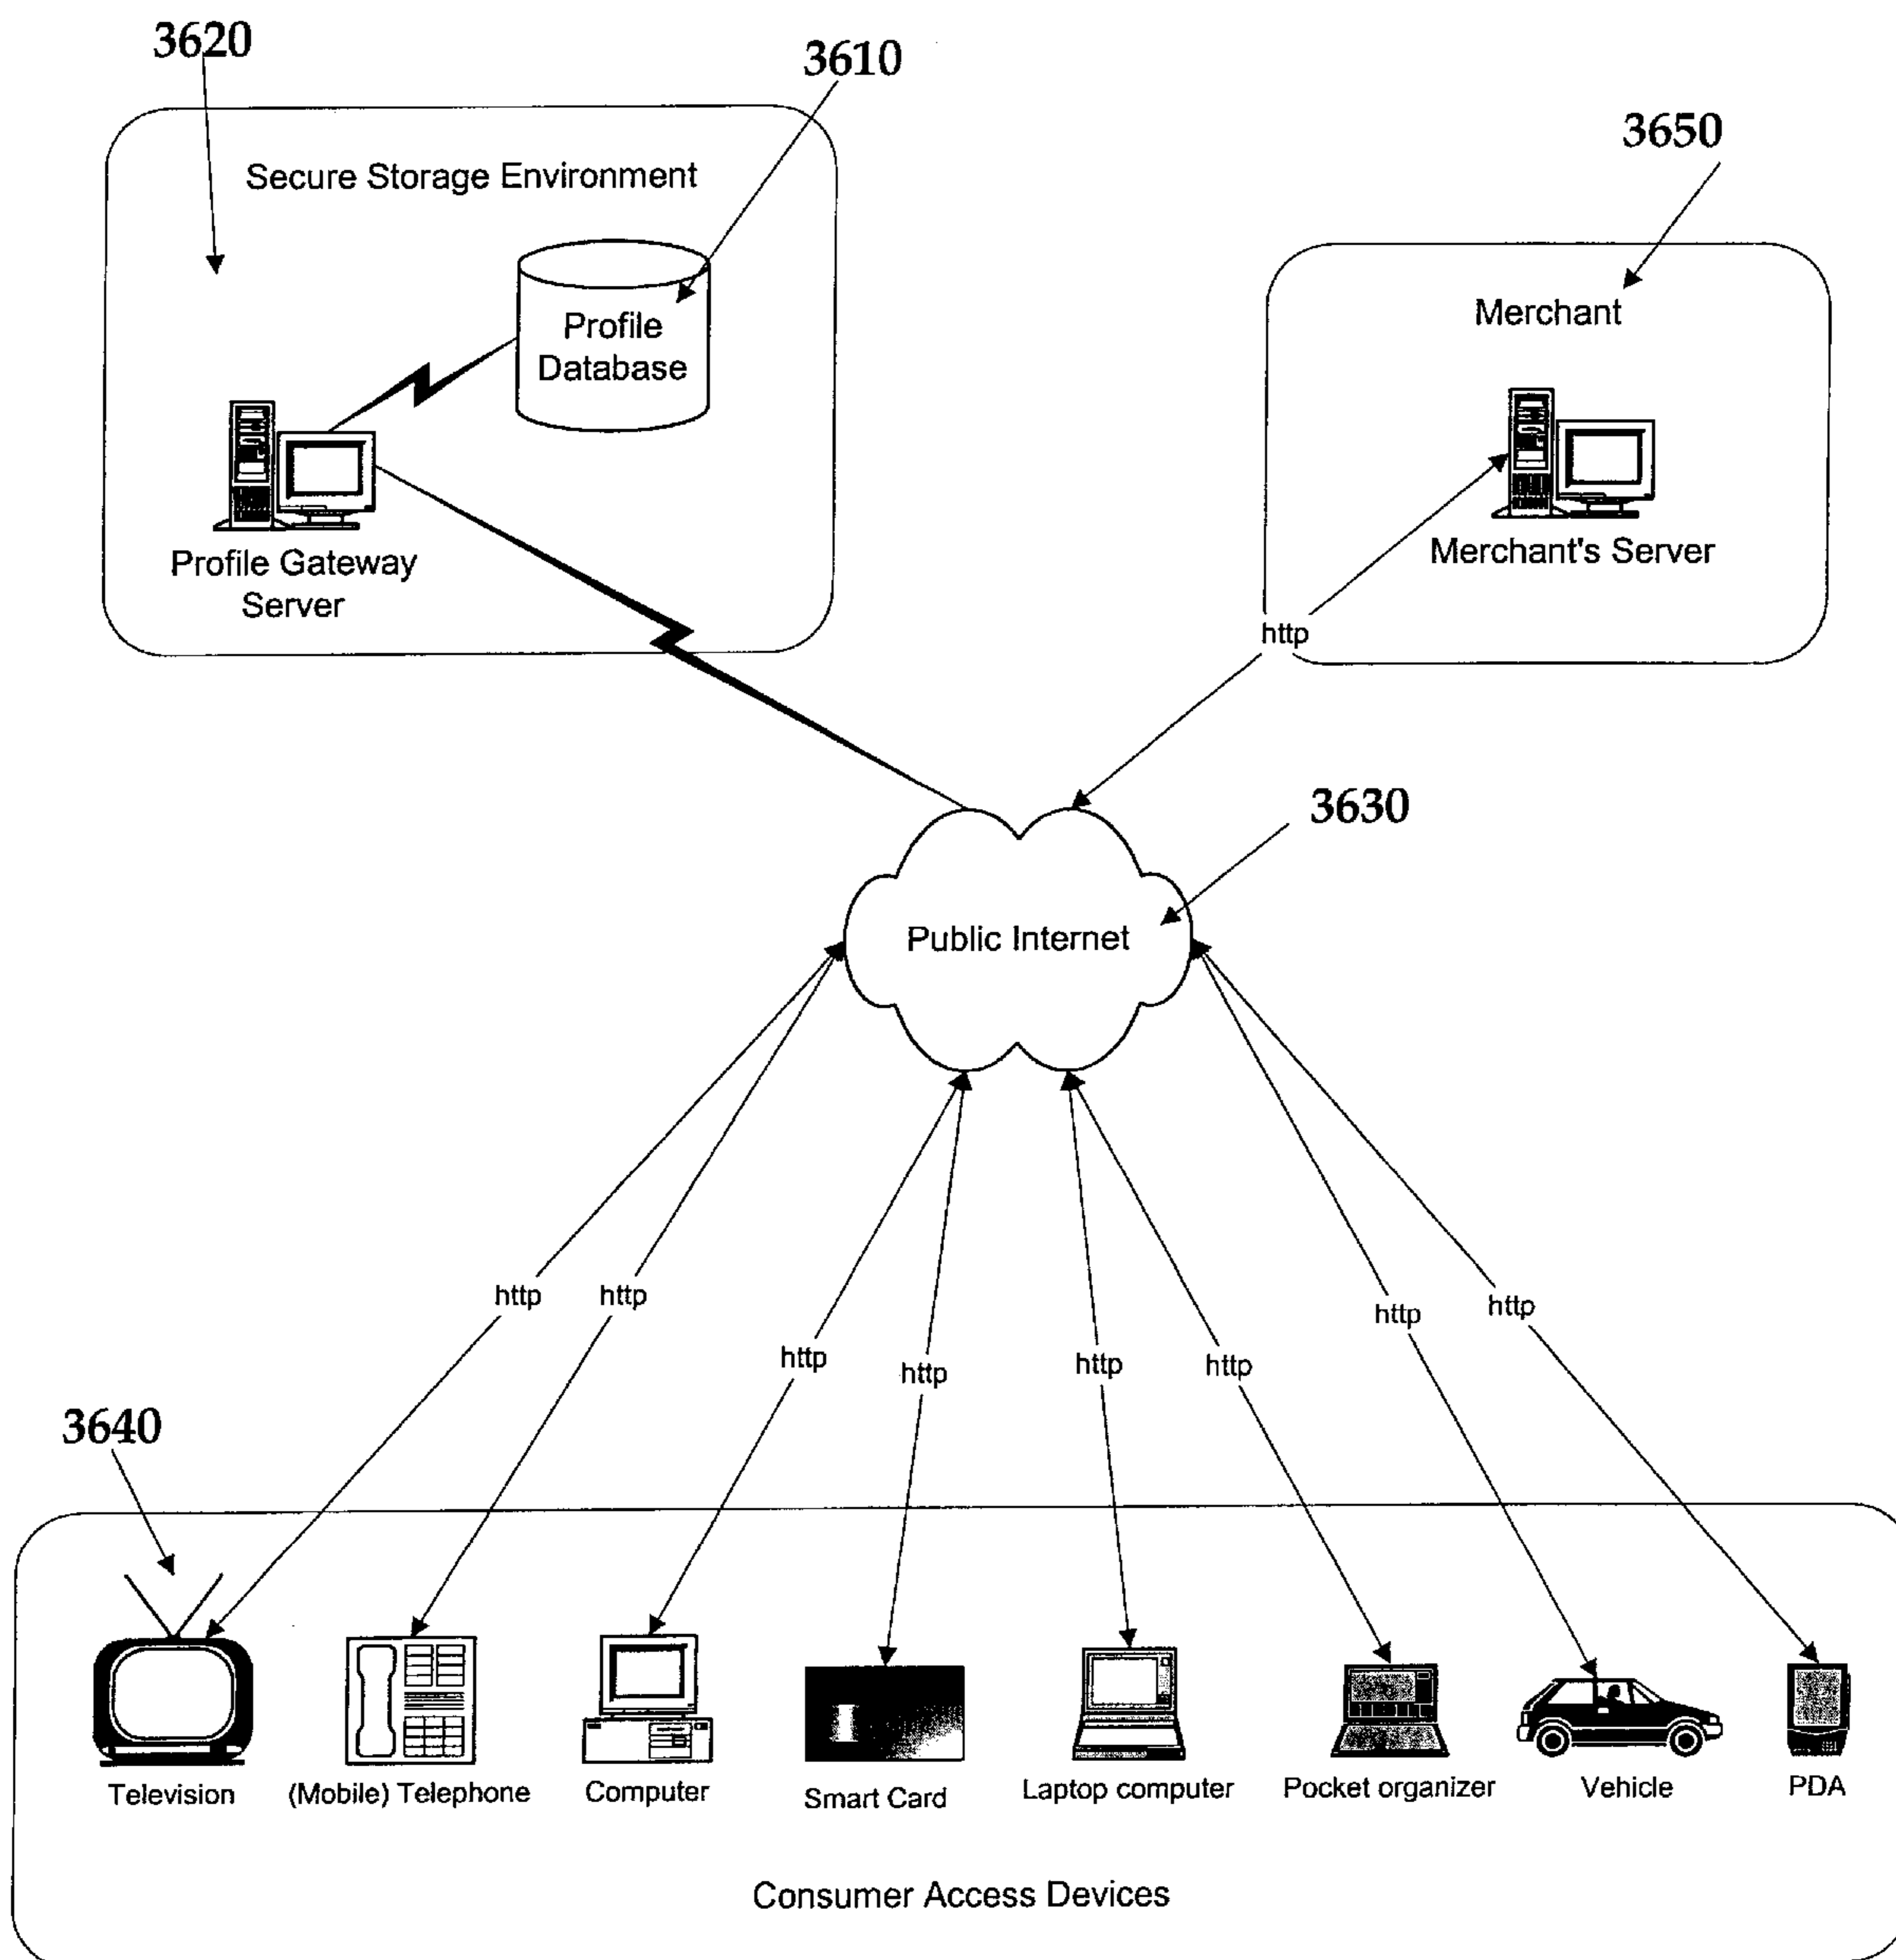 3620
3610
3650
Secure Storage Environment
Profile
Database
Profile Gateway
Server
Merchant
Merchant's Server
http
3630
Public Internet
http
http
http
http
http
http
http
http
3640
Television
(Mobile) Telephone
Computer
Smart Card
Laptop computer
Pocket organizer
Vehicle
PDA
Consumer Access Devices